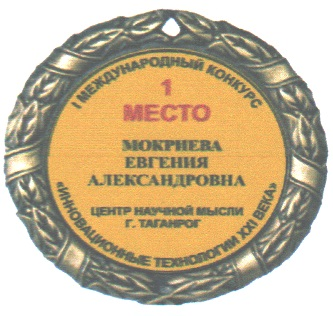 I МЕЖДУНАРОДНЫЙ КОНКУРС
1
МЕСТО
МОКРИЕВА
ЕВГЕНИЯ
АЛЕКСАНДРОВНА
ЦЕНТР НАУЧНОЙ МЫСЛИ
Г. ТАГАНРОГ
«ИННОВАЦИОННЫЕ ТЕХНОЛОГИИ XXI ВЕКА»